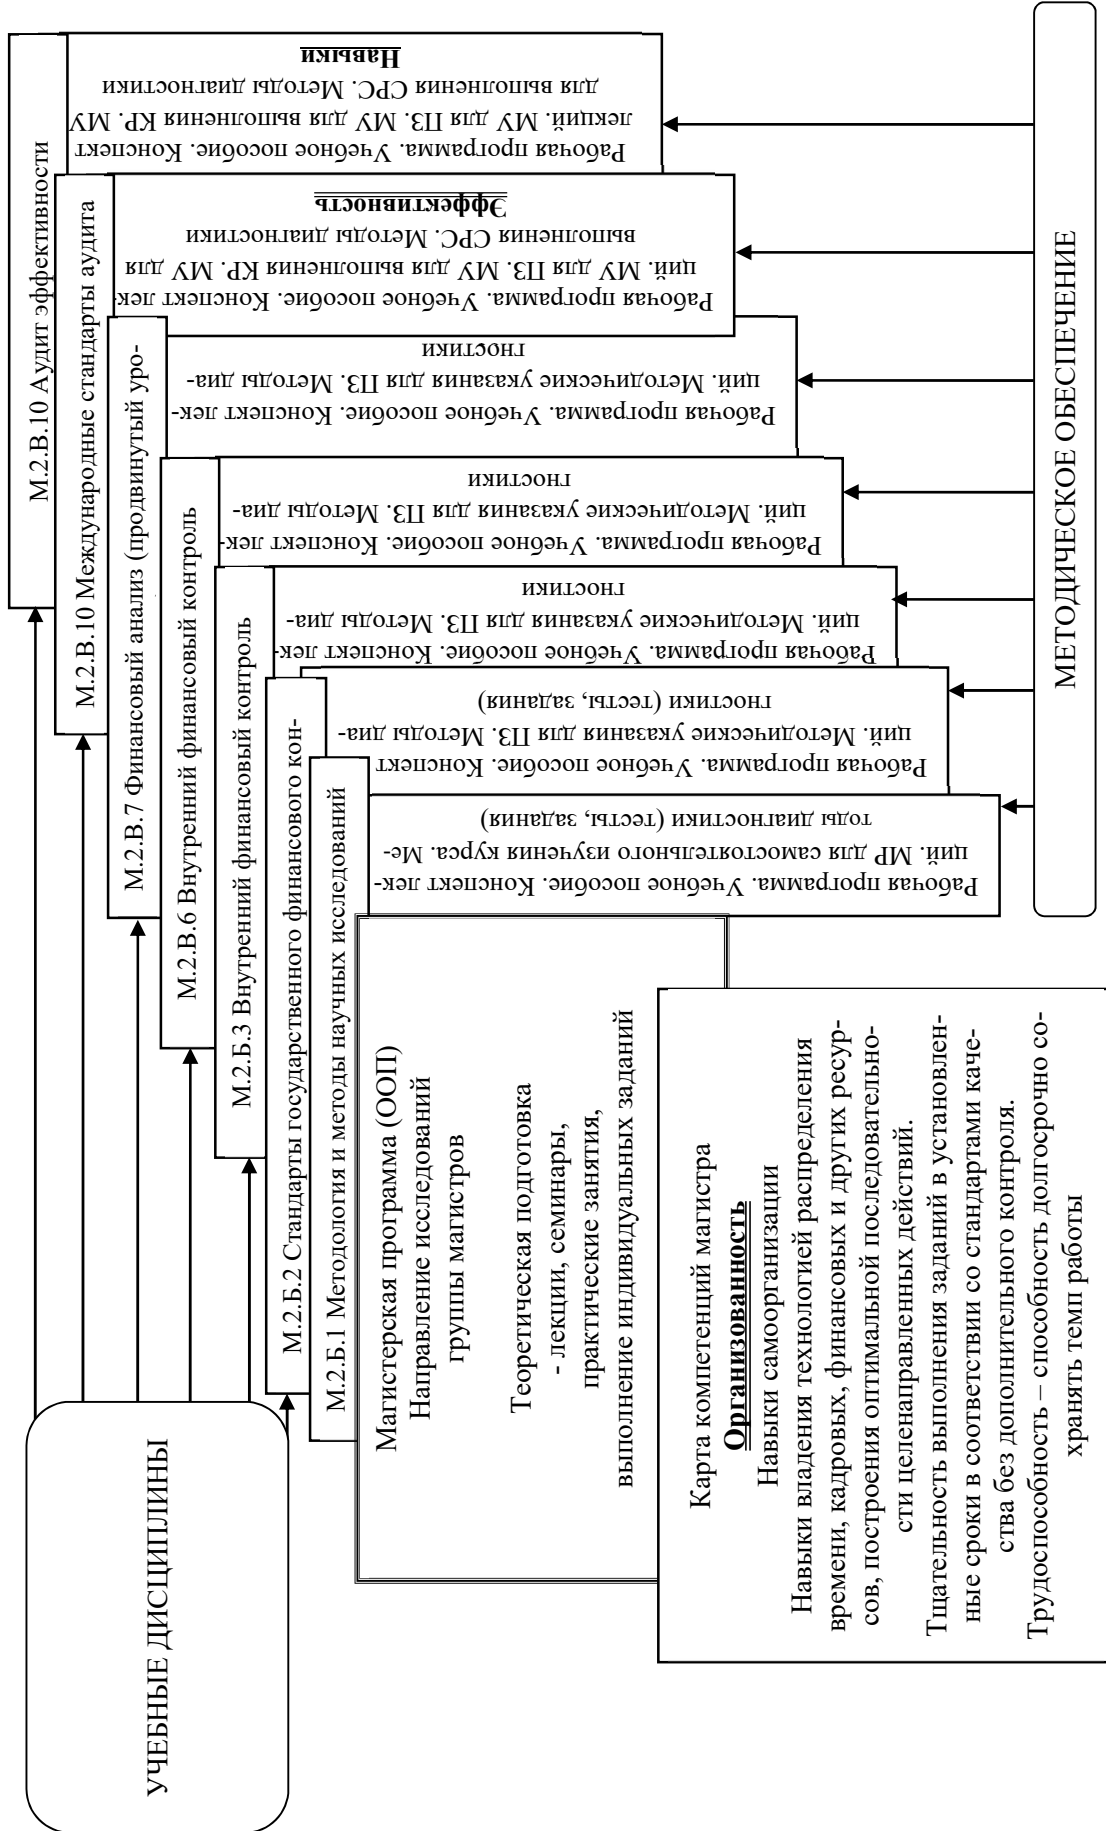 УЧЕБНЫЕ ДИСЦИПЛИНЫ
М.2.В.10 Аудит эффективности
М.2.В.10 Международные стандарты аудита
М.2.В.7 Финансовый анализ (продвинутый уро-
М.2.В.6 Внутренний финансовый контроль
М.2.Б.3 Внутренний финансовый контроль
М.2.Б.2 Стандарты государственного финансового кон-
М.2.Б.1 Методология и методы научных исследований
Магистерская программа (ООП)
Направление исследований
группы магистров
Теоретическая подготовка
- лекции, семинары,
практические занятия,
выполнение индивидуальных заданий
Карта компетенций магистра
Организованность
Навыки самоорганизации
Навыки владения технологией распределения
времени, кадровых, финансовых и других ресур-
сов, построения оптимальной последовательно-
сти целенаправленных действий.
Тщательность выполнения заданий в установлен-
ные сроки в соответствии со стандартами каче-
ства без дополнительного контроля.
Трудоспособность – способность долгосрочно со-
хранять темп работы
Рабочая программа. Учебное пособие. Конспект
лекций. МУ для ПЗ. МУ для выполнения КР. МУ
для выполнения СРС. Методы диагностики
Навыки
Рабочая программа. Учебное пособие. Конспект лек-
ций. МУ для ПЗ. МУ для выполнения КР. МУ для
выполнения СРС. Методы диагностики
Эффективность
Рабочая программа. Учебное пособие. Конспект лек-
ций. Методические указания для ПЗ. Методы диа-
гностики
Рабочая программа. Учебное пособие. Конспект лек-
ций. Методические указания для ПЗ. Методы диа-
гностики
Рабочая программа. Учебное пособие. Конспект лек-
ций. Методические указания для ПЗ. Методы диа-
гностики
Рабочая программа. Учебное пособие. Конспект
ций. Методические указания для ПЗ. Методы диа-
гностики (тесты, задания)
Рабочая программа. Учебное пособие. Конспект лек-
ций. МР для самостоятельного изучения курса. Ме-
тоды диагностики (тесты, задания)
МЕТОДИЧЕСКОЕ ОБЕСПЕЧЕНИЕ